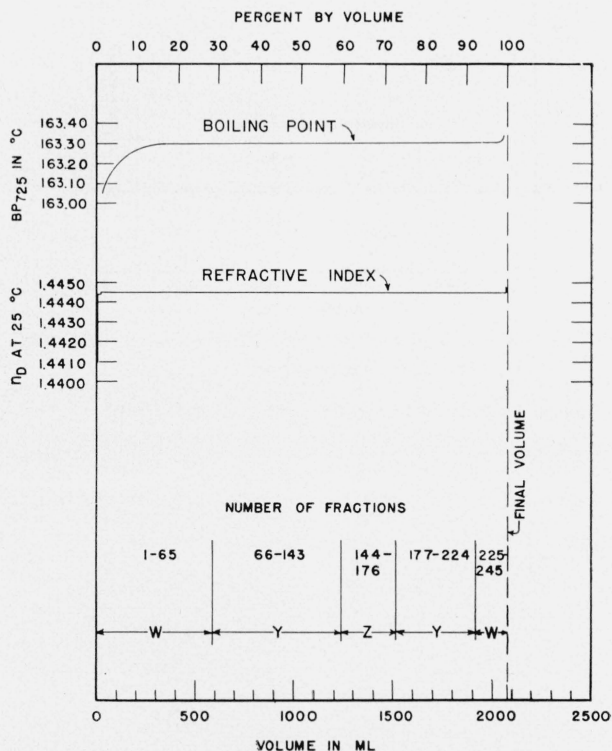 PERCENT BY VOLUME
0 10 20 30 40 50 60 70 80 90 100
163.40
163.30
163.20
163.10
163.00
BP725 IN °C
BOILING POINT
1.4450
1.4440
1.4430
1.4420
1.4410
1.4400
nD AT 25 °C
REFRACTIVE INDEX
FINAL VOLUME
NUMBER OF FRACTIONS
1-65 66-143 144-176 177-224 225-245
W Y Z Y W
0 500 1000 1500 2000 2500
VOLUME IN ML